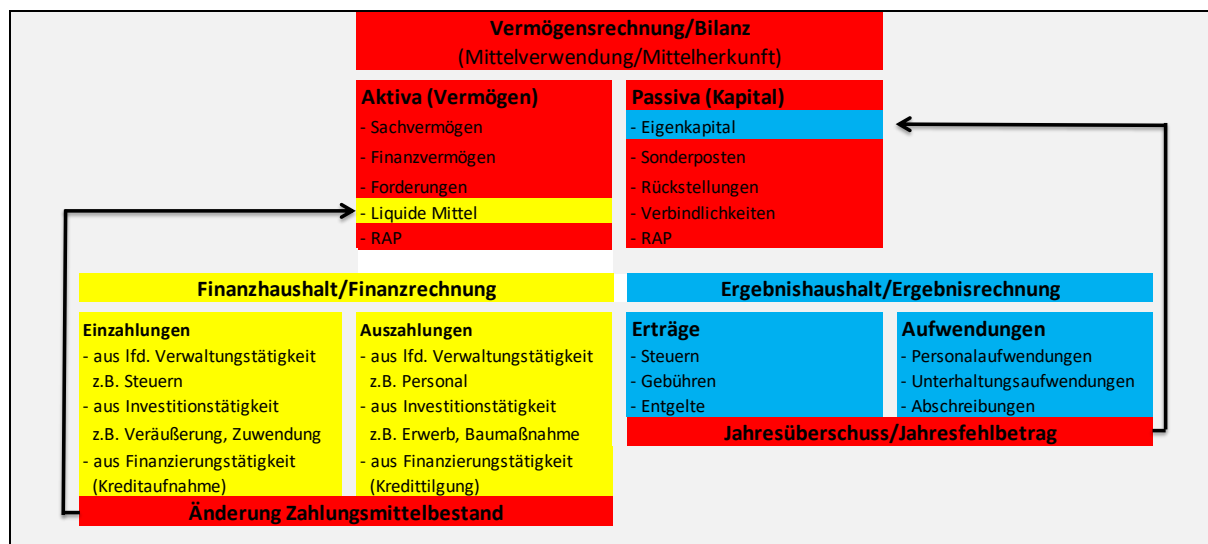 Vermögensrechnung/Bilanz
(Mittelverwendung/Mittelherkunft)
Aktiva (Vermögen)
- Sachvermögen
- Finanzvermögen
- Forderungen
- Liquide Mittel
- RAP
Passiva (Kapital)
- Eigenkapital
- Sonderposten
- Rückstellungen
- Verbindlichkeiten
- RAP
Finanzhaushalt/Finanzrechnung
Einzahlungen
- aus lfd. Verwaltungstätigkeit
z.B. Steuern
- aus Investitionstätigkeit
z.B. Veräußerung, Zuwendung
- aus Finanzierungstätigkeit
(Kreditaufnahme)
Auszahlungen
- aus lfd. Verwaltungstätigkeit
z.B. Personal
- aus Investitionstätigkeit
z.B. Erwerb, Baumaßnahme
- aus Finanzierungstätigkeit
(Kredittilgung)
Änderung Zahlungsmittelbestand
Ergebnishaushalt/Ergebnisrechnung
Erträge
- Steuern
- Gebühren
- Entgelte
Aufwendungen
- Personalaufwendungen
- Unterhaltungsaufwendungen
- Abschreibungen
Jahresüberschuss/Jahresfehlbetrag